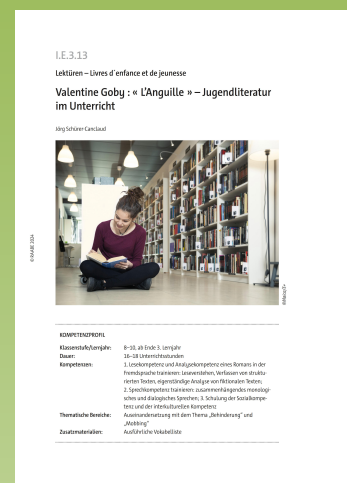 I.E.3.13
Lektüren – Livres d´enfance et de jeunesse
Valentine Goby : « L’Anguille » – Jugendliteratur
im Unterricht
Jörg Schürer-Canclaud
© RAABE 2024
KOMPETENZPROFIL
Klassenstufe/Lernjahr: 8–10, ab Ende 3. Lernjahr
Dauer: 16–18 Unterrichtsstunden
Kompetenzen: 1. Lesekompetenz und Analysekompetenz eines Romans in der
Fremdsprache trainieren: Leseverstehen, Verfassen von struktu-
rierten Texten, eigenständige Analyse von fiktionalen Texten;
2. Sprechkompetenz trainieren: zusammenhängendes monologi-
sches und dialogisches Sprechen; 3. Schulung der Sozialkompe-
tenz und der interkulturellen Kompetenz
Thematische Bereiche: Auseinandersetzung mit dem Thema „Behinderung“ und
„Mobbing“
Zusatzmaterialien: Ausführliche Vokabelliste